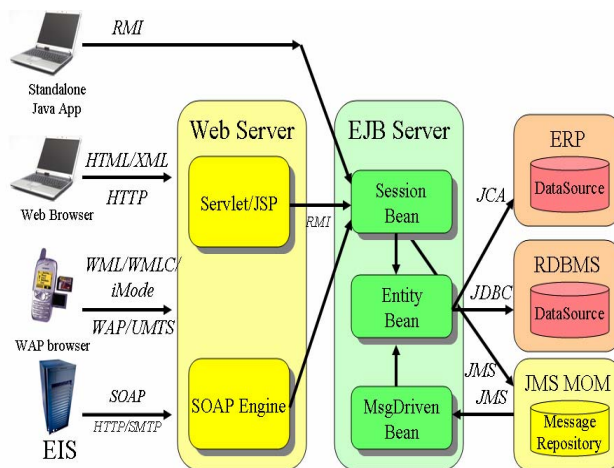 RMI
Standalone
Java App
Web Server
EJB Server
ERP
DataSource
HTML/XML
HTTP
Web Browser
Servlet/JSP
RMI
Session
Bean
JCA
RDBMS
DataSource
WML/WMLC/
iMode
WAP/UMTS
WAP browser
Entity
Bean
JDBC
JMS
JMS
JMS MOM
Message
Repository
SOAP
HTTP/SMTP
EIS
SOAP Engine
MsgDriven
Bean